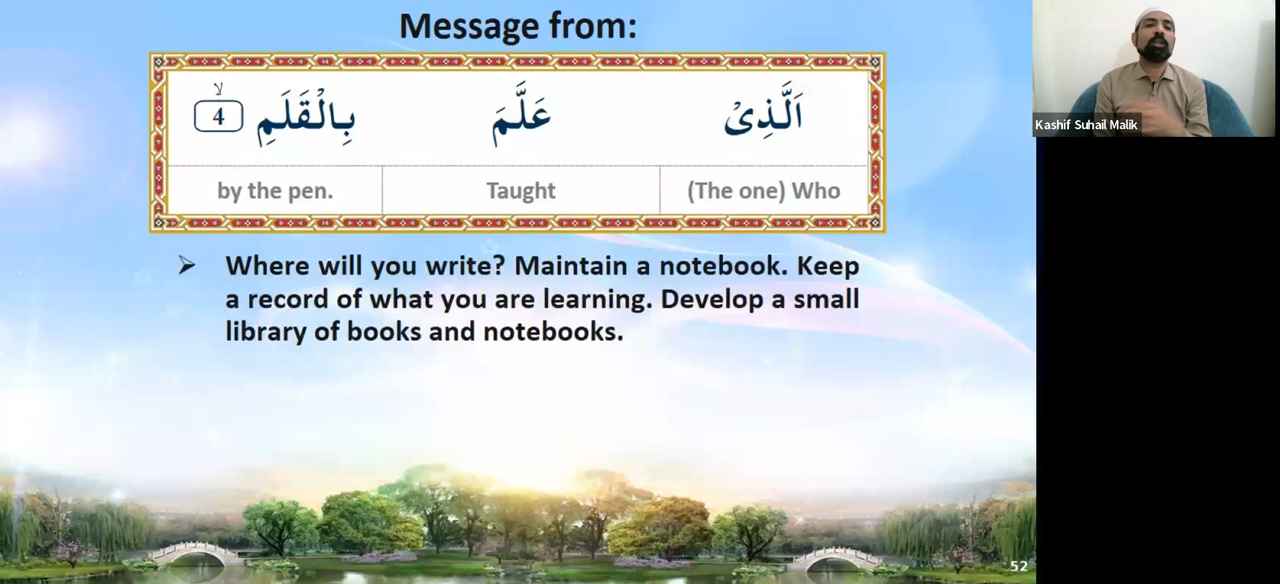 Message from:
اَلَّذِىْ عَلَّمَ بِالْقَلَمِ ۙ 4
(The one) Who Taught by the pen.
➢ Where will you write? Maintain a notebook. Keep
a record of what you are learning. Develop a small
library of books and notebooks.
Kashif Suhail Malik
52